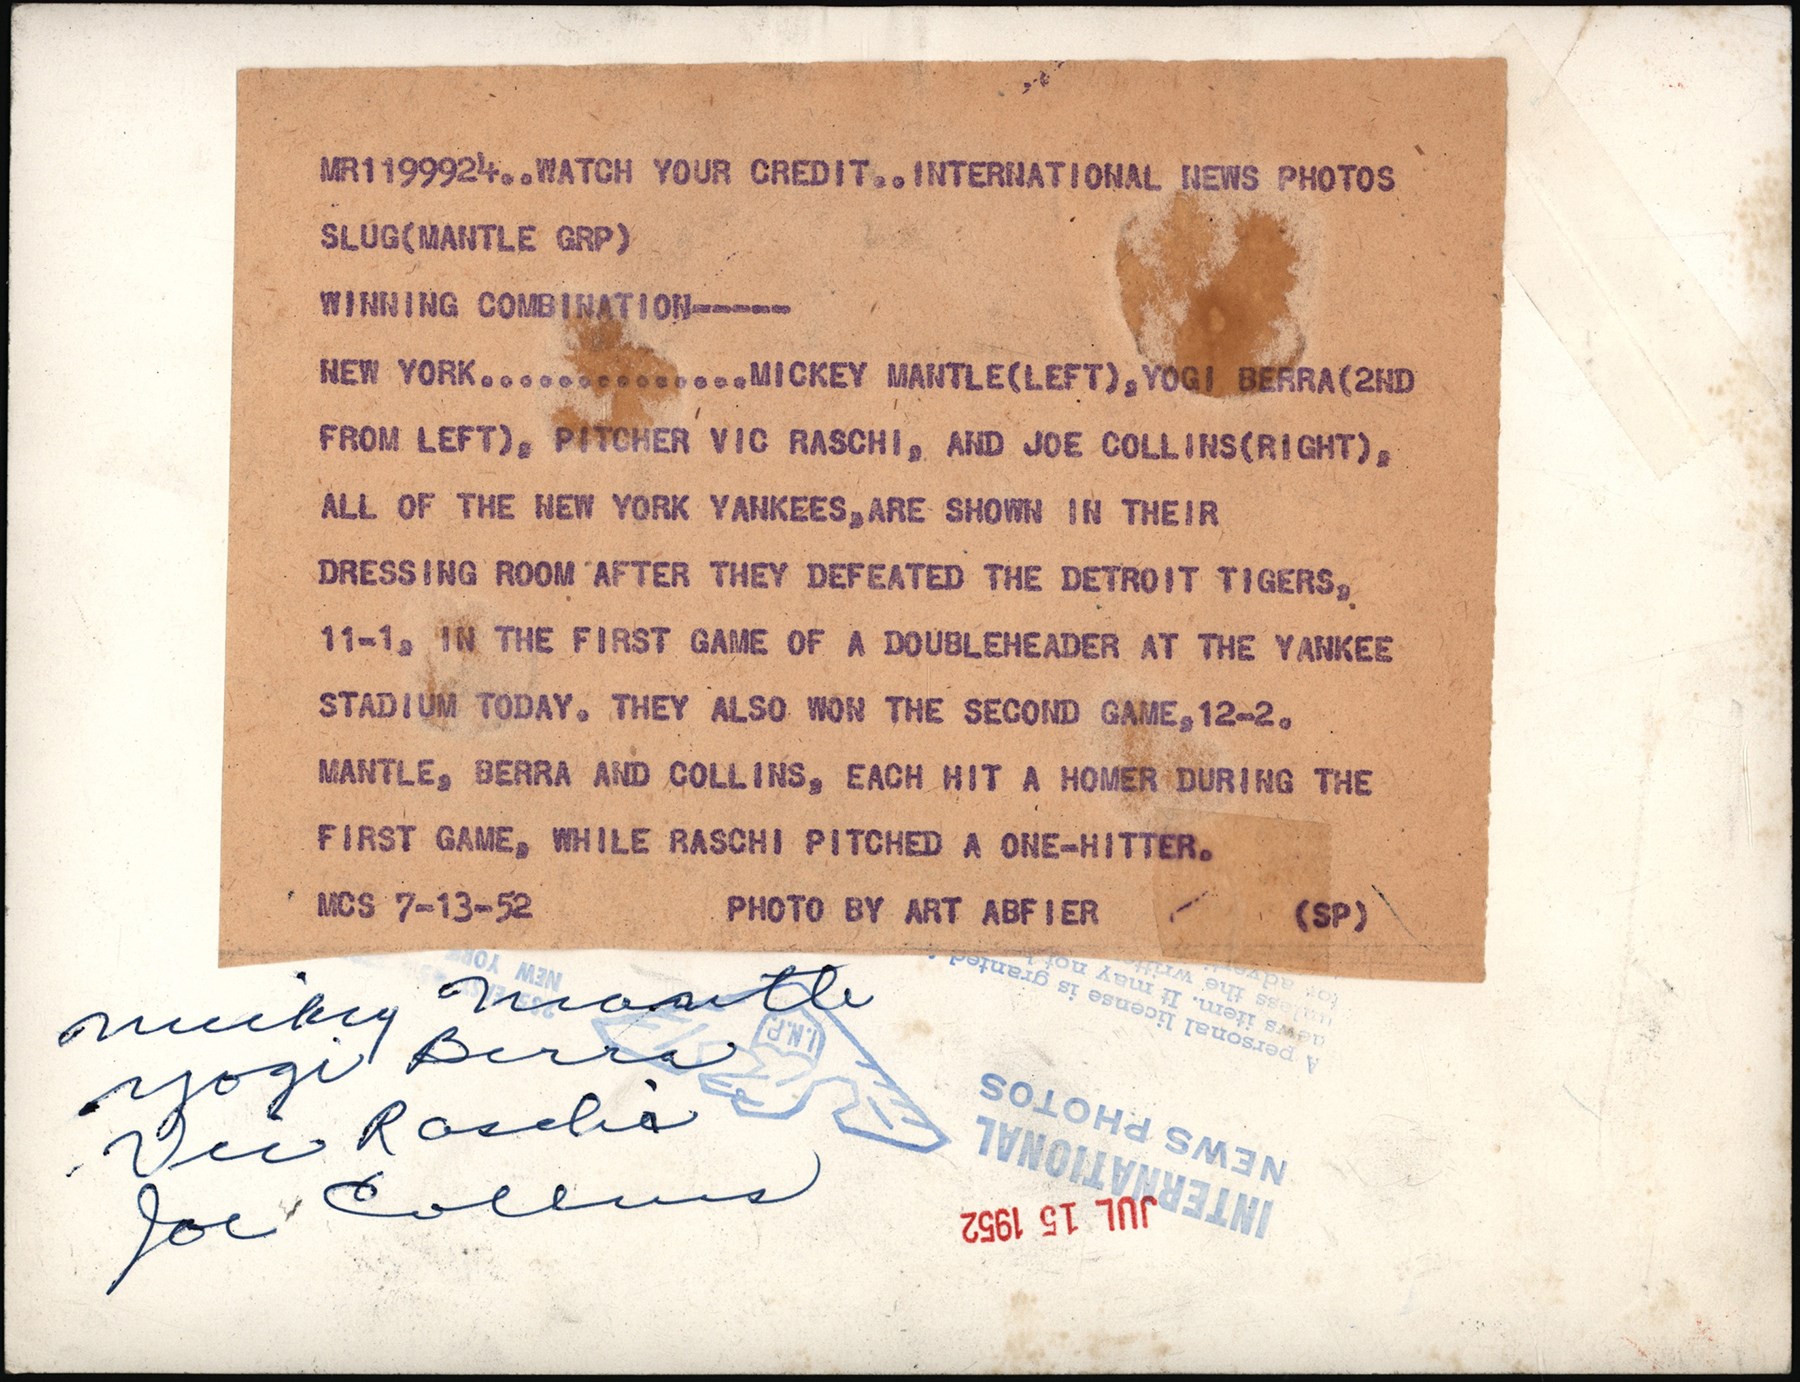 MR1199924..WATCH YOUR CREDIT..INTERNATIONAL NEWS PHOTOS
SLUG(MANTLE GRP)
WINNING COMBINATION-----
NEW YORK..............MICKEY MANTLE(LEFT),YOGI BERRA(2ND
FROM LEFT), PITCHER VIC RASCHI, AND JOE COLLINS(RIGHT),
ALL OF THE NEW YORK YANKEES,ARE SHOWN IN THEIR
DRESSING ROOM AFTER THEY DEFEATED THE DETROIT TIGERS,
11-1, IN THE FIRST GAME OF A DOUBLEHEADER AT THE YANKEE
STADIUM TODAY. THEY ALSO WON THE SECOND GAME,12-2.
MANTLE, BERRA AND COLLINS, EACH HIT A HOMER DURING THE
FIRST GAME, WHILE RASCHI PITCHED A ONE-HITTER.
MCS 7-13-52 PHOTO BY ART ABFIER (SP)
Mickey Mantle
Yogi Berra
Vic Raschi
Joe Collins
JUL 15 1952
INTERNATIONAL
NEWS PHOTOS
I.N.P.
A personal license is granted
news item. It may not
unless the writte
for adverti
NEW YORK